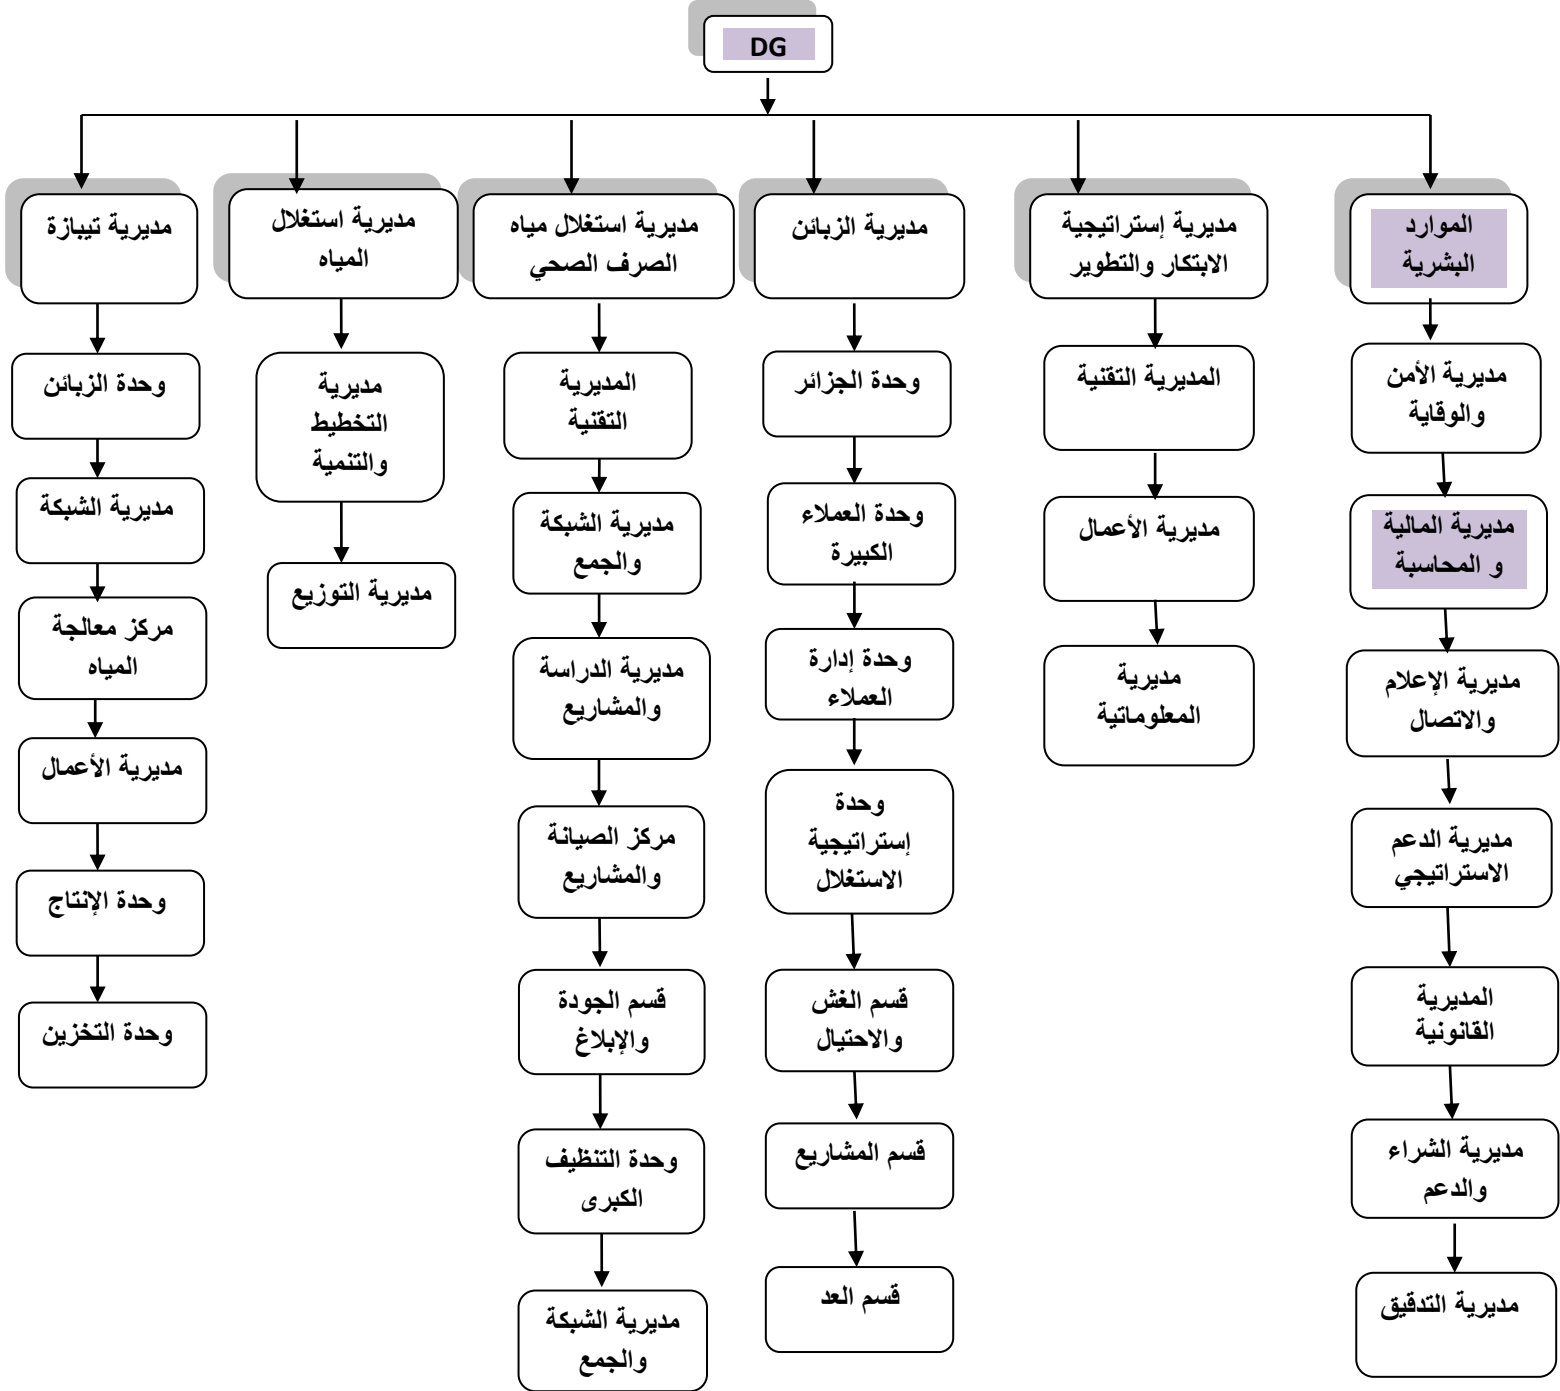 DG
الموارد
البشرية
مديرية الأمن
والوقاية
مديرية المالية
و المحاسبة
مديرية الإعلام
والاتصال
مديرية الدعم
الاستراتيجي
المديرية
القانونية
مديرية الشراء
والدعم
مديرية التدقيق
مديرية إستراتيجية
الابتكار والتطوير
المديرية التقنية
مديرية الأعمال
مديرية
المعلوماتية
مديرية الزبائن
وحدة الجزائر
وحدة العملاء
الكبيرة
وحدة إدارة
العملاء
وحدة
إستراتيجية
الاستغلال
قسم الغش
والاحتيال
قسم المشاريع
قسم العد
مديرية استغلال مياه
الصرف الصحي
المديرية
التقنية
مديرية الشبكة
والجمع
مديرية الدراسة
والمشاريع
مركز الصيانة
والمشاريع
قسم الجودة
والإبلاغ
وحدة التنظيف
الكبرى
مديرية الشبكة
والجمع
مديرية استغلال
المياه
مديرية
التخطيط
والتنمية
مديرية التوزيع
مديرية تيبازة
وحدة الزبائن
مديرية الشبكة
مركز معالجة
المياه
مديرية الأعمال
وحدة الإنتاج
وحدة التخزين